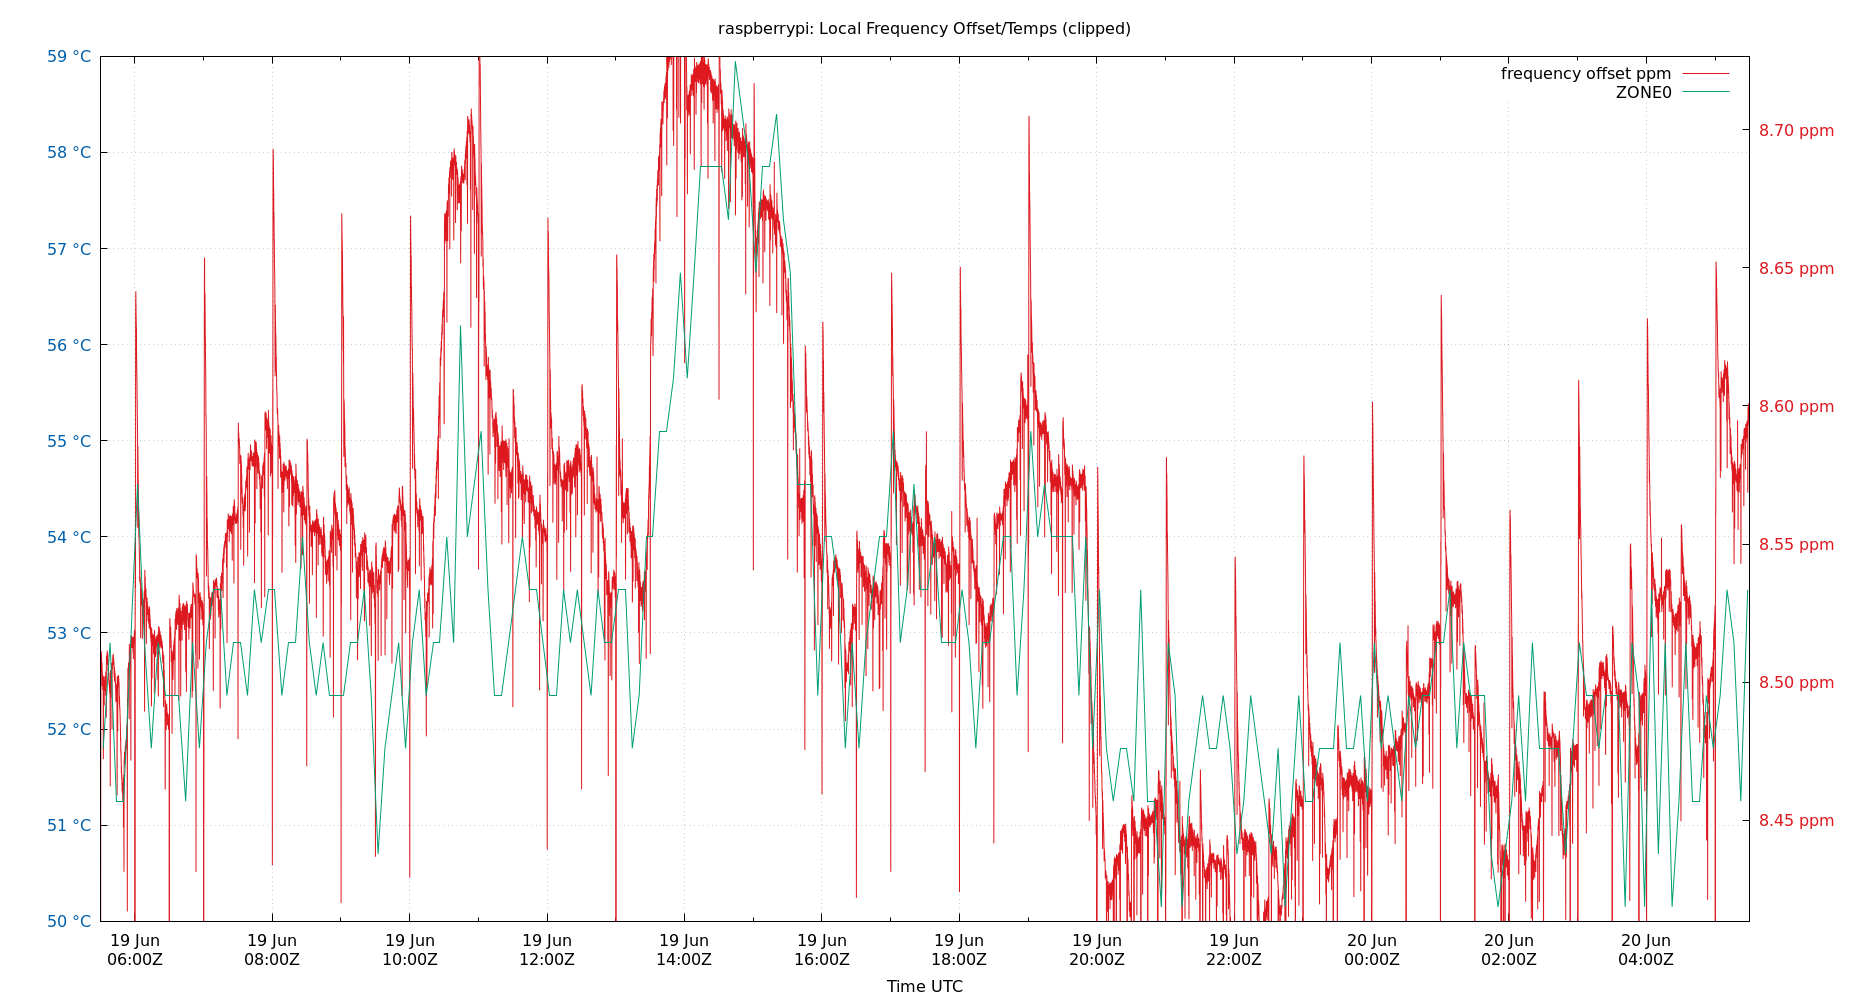 raspberrypi: Local Frequency Offset/Temps (clipped)
frequency offset ppm
ZONE0
59 °C
58 °C
57 °C
56 °C
55 °C
54 °C
53 °C
52 °C
51 °C
50 °C
8.70 ppm
8.65 ppm
8.60 ppm
8.55 ppm
8.50 ppm
8.45 ppm
19 Jun
06:00Z
19 Jun
08:00Z
19 Jun
10:00Z
19 Jun
12:00Z
19 Jun
14:00Z
19 Jun
16:00Z
19 Jun
18:00Z
19 Jun
20:00Z
19 Jun
22:00Z
20 Jun
00:00Z
20 Jun
02:00Z
20 Jun
04:00Z
Time UTC